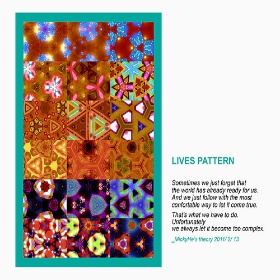 LIVES PATTERN
Sometimes we just forget that
the world has already ready for us.
And we just follow with the most
comfortable way to let it come true.
That's what we have to do.
Unfortunately
we always let it become too complex.
_MickyHe's theory 2010/ 2/ 13